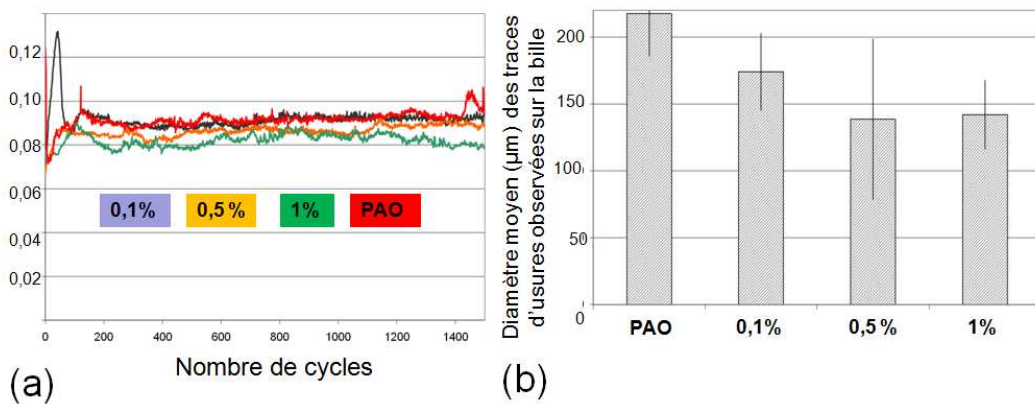 0,12
0,10
0,08
0,06
0,04
0,02
0,1% 0,5% 1% PAO
0 200 400 600 800 1000 1200 1400
Nombre de cycles
(a)
Diamètre moyen (µm) des traces
d'usures observées sur la bille
200
150
100
50
0
PAO 0,1% 0,5% 1%
(b)